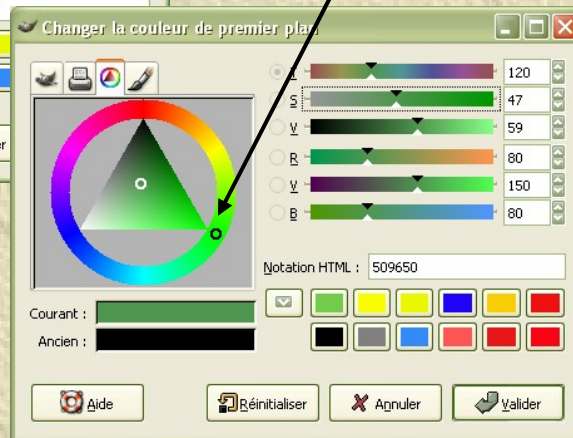 Changer la couleur de premier plan
er
T 120
S 47
V 59
R 80
V 150
B 80
Notation HTML : 509650
Courant :
Ancien :
Aide
Réinitialiser
Annuler
Valider